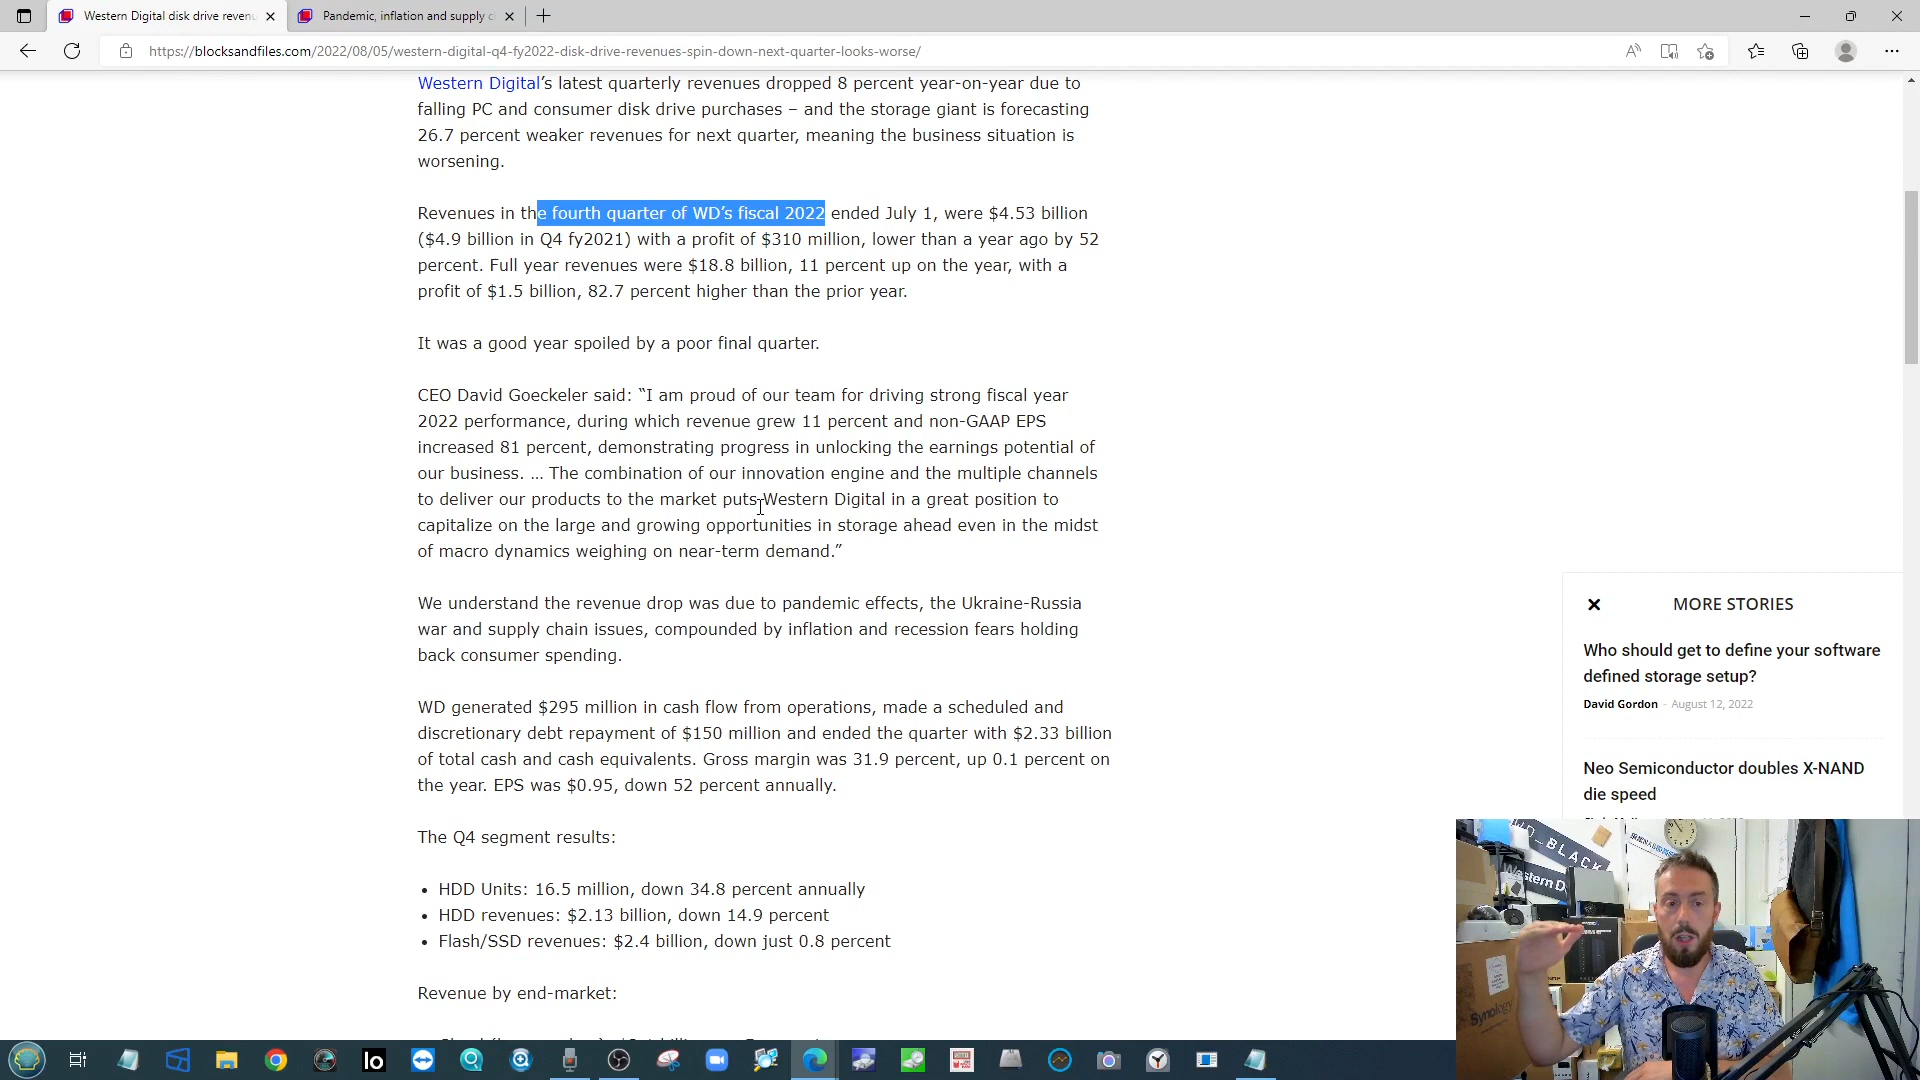 Western Digital disk drive revenu
Pandemic, inflation and supply c
https://blocksandfiles.com/2022/08/05/western-digital-q4-fy2022-disk-drive-revenues-spin-down-next-quarter-looks-worse/
Western Digital’s latest quarterly revenues dropped 8 percent year-on-year due to
falling PC and consumer disk drive purchases – and the storage giant is forecasting
26.7 percent weaker revenues for next quarter, meaning the business situation is
worsening.
Revenues in the fourth quarter of WD’s fiscal 2022 ended July 1, were $4.53 billion
($4.9 billion in Q4 fy2021) with a profit of $310 million, lower than a year ago by 52
percent. Full year revenues were $18.8 billion, 11 percent up on the year, with a
profit of $1.5 billion, 82.7 percent higher than the prior year.
It was a good year spoiled by a poor final quarter.
CEO David Goeckeler said: “I am proud of our team for driving strong fiscal year
2022 performance, during which revenue grew 11 percent and non-GAAP EPS
increased 81 percent, demonstrating progress in unlocking the earnings potential of
our business. … The combination of our innovation engine and the multiple channels
to deliver our products to the market puts Western Digital in a great position to
capitalize on the large and growing opportunities in storage ahead even in the midst
of macro dynamics weighing on near-term demand.”
We understand the revenue drop was due to pandemic effects, the Ukraine-Russia
war and supply chain issues, compounded by inflation and recession fears holding
back consumer spending.
WD generated $295 million in cash flow from operations, made a scheduled and
discretionary debt repayment of $150 million and ended the quarter with $2.33 billion
of total cash and cash equivalents. Gross margin was 31.9 percent, up 0.1 percent on
the year. EPS was $0.95, down 52 percent annually.
The Q4 segment results:
• HDD Units: 16.5 million, down 34.8 percent annually
• HDD revenues: $2.13 billion, down 14.9 percent
• Flash/SSD revenues: $2.4 billion, down just 0.8 percent
Revenue by end-market:
MORE STORIES
Who should get to define your software
defined storage setup?
David Gordon - August 12, 2022
Neo Semiconductor doubles X-NAND
die speed
WD_BLACK
Western D
Synology
Io